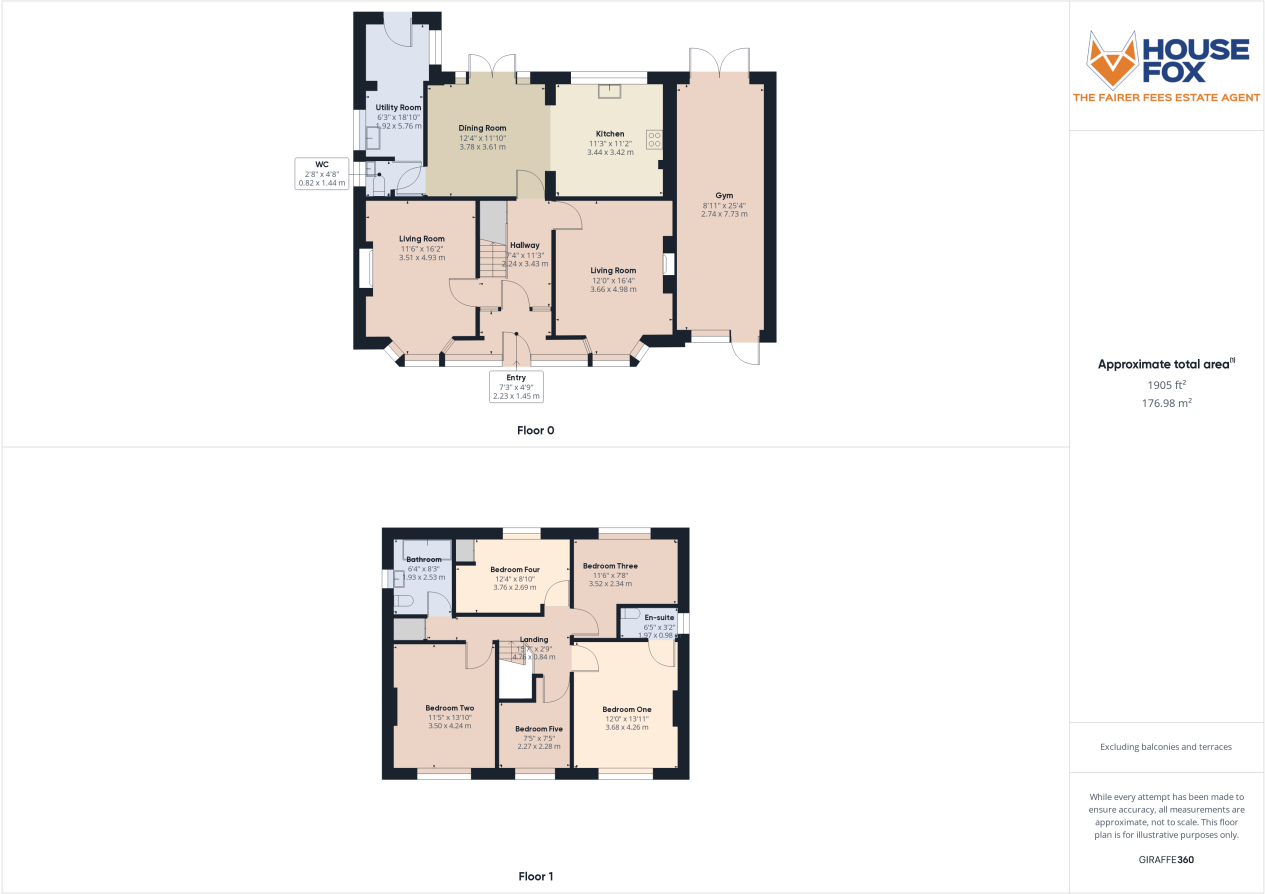 Utility Room
6'3" x 18'10"
1.92 x 5.76 m
Dining Room
12'4" x 11'10"
3.78 x 3.61 m
Kitchen
11'3" x 11'2"
3.44 x 3.42 m
WC
2'8" x 4'8"
0.82 x 1.44 m
Gym
8'11" x 25'4"
2.74 x 7.73 m
Living Room
11'6" x 16'2"
3.51 x 4.93 m
Hallway
7'4" x 11'3"
2.24 x 3.43 m
Living Room
12'0" x 16'4"
3.66 x 4.98 m
Entry
7'3" x 4'9"
2.23 x 1.45 m
Floor 0
Bathroom
6'4" x 8'3"
1.93 x 2.53 m
Bedroom Four
12'4" x 8'10"
3.76 x 2.69 m
Bedroom Three
11'6" x 7'8"
3.52 x 2.34 m
En-suite
6'5" x 3'2"
1.97 x 0.98
Landing
15'7" x 2'9"
4.76 x 0.84 m
Bedroom Two
11'5" x 13'10"
3.50 x 4.24 m
Bedroom Five
7'5" x 7'5"
2.27 x 2.28 m
Bedroom One
12'0" x 13'11"
3.68 x 4.26 m
Floor 1
HOUSE
FOX
THE FAIRER FEES ESTATE AGENT
Approximate total area(1)
1905 ft²
176.98 m²
Excluding balconies and terraces
While every attempt has been made to
ensure accuracy, all measurements are
approximate, not to scale. This floor
plan is for illustrative purposes only.
GIRAFFE360